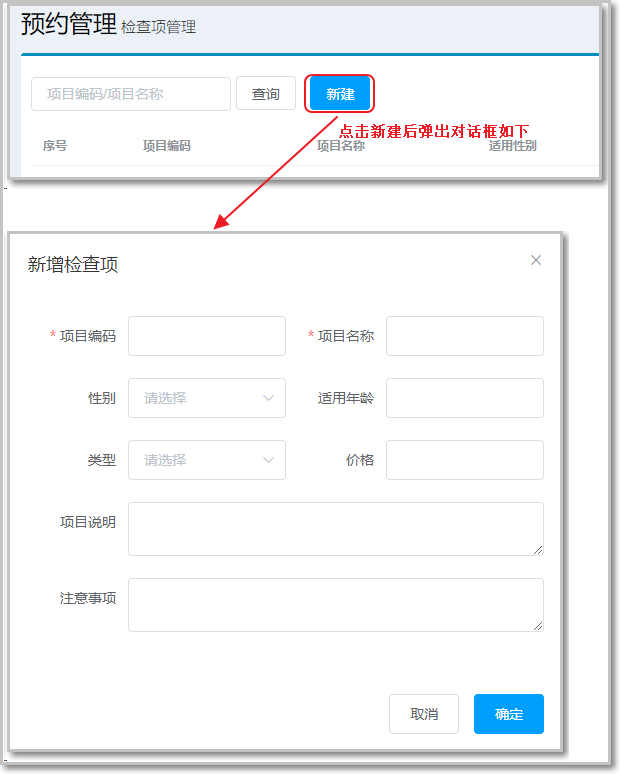 预约管理 检查项管理
项目编码/项目名称 查询 新建
点击新建后弹出对话框如下
序号 项目编码 项目名称 适用性别
新增检查项
* 项目编码 * 项目名称
性别 请选择 适用年龄
类型 请选择 价格
项目说明
注意事项
取消 确定